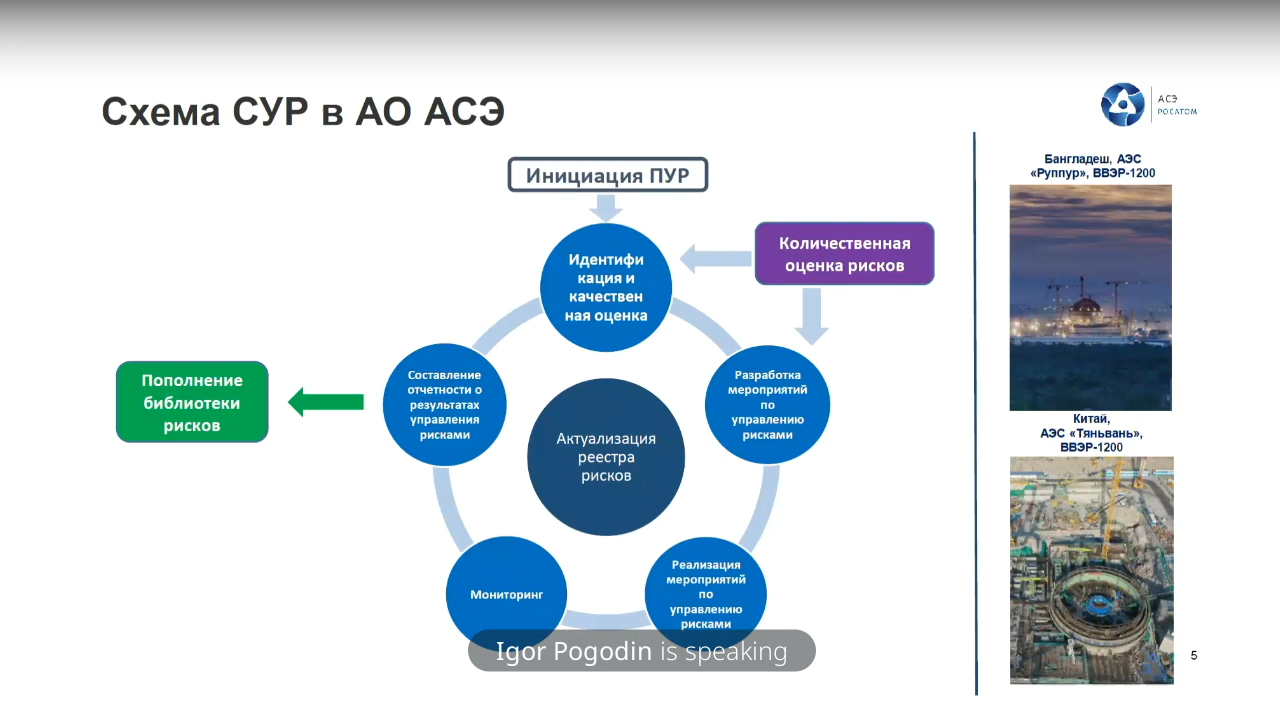 Схема СУР в АО АСЭ
АСЭ
РОСАТОМ
Инициация ПУР
Идентифи
кация и
качествен
ная оценка
Количественная
оценка рисков
Разработка
мероприятий
по
управлению
рисками
Реализация
мероприятий
по
управлению
рисками
Мониторинг
Составление
отчетности о
результатах
управления
рисками
Пополнение
библиотеки
рисков
Актуализация
реестра
рисков
Бангладеш, АЭС
«Руппур», ВВЭР-1200
Китай,
АЭС «Тяньвань»,
ВВЭР-1200
Igor Pogodin is speaking
5